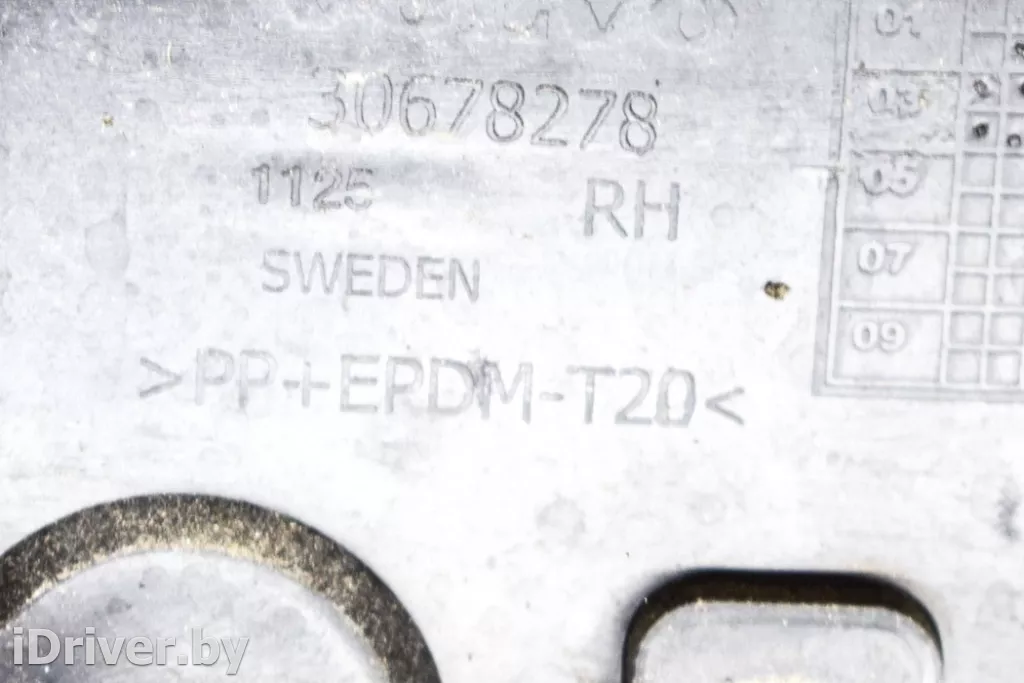 30678278
1125
RH
SWEDEN
>PP+EPDM-T20<
01
03
05
07
09
iDriver.by